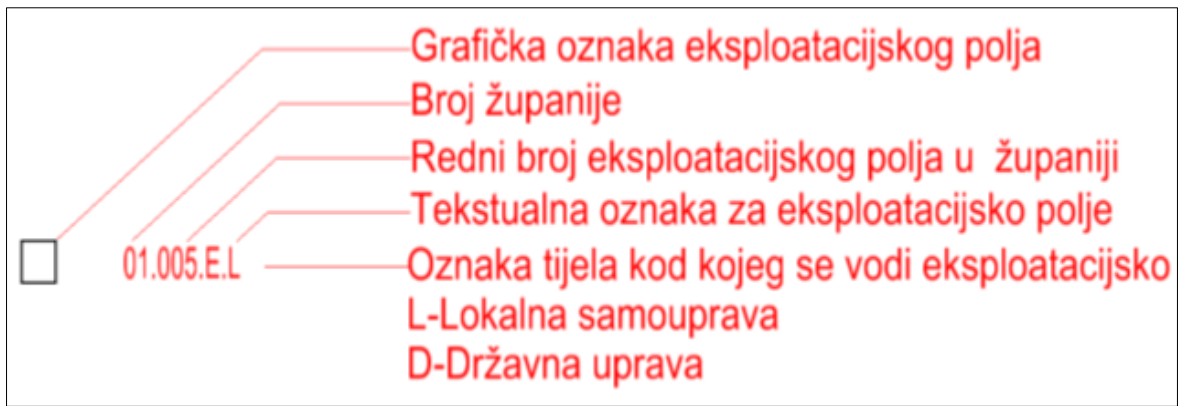 Grafička oznaka eksploatacijskog polja
Broj županije
Redni broj eksploatacijskog polja u županiji
Tekstualna oznaka za eksploatacijsko polje
01.005.E.L
Oznaka tijela kod kojeg se vodi eksploatacijsko
L-Lokalna samouprava
D-Državna uprava